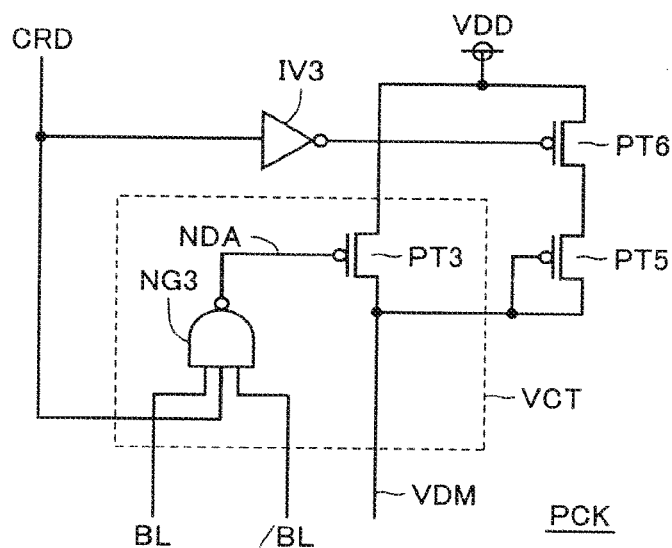 CRD
VDD
IV3
PT6
NDA
PT3
PT5
NG3
VCT
VDM
BL
/BL
PCK